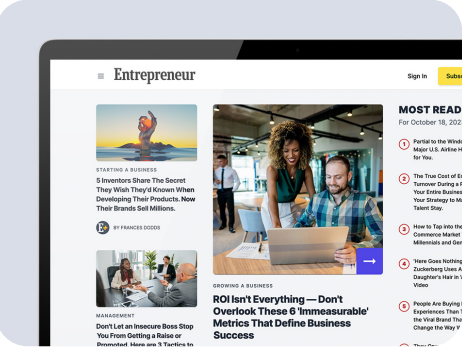 Entrepreneur
Sign In
STARTING A BUSINESS
5 Inventors Share The Secret
They Wish They'd Known When
Developing Their Products. Now
Their Brands Sell Millions.
E+
BY FRANCES DODDS
MANAGEMENT
Don't Let an Insecure Boss Stop
You From Getting a Raise or
Promoted. Here are 3 Tactics to
GROWING A BUSINESS
ROI Isn't Everything — Don't
Overlook These 6 'Immeasurable'
Metrics That Define Business
Success
MOST READ
For October 18, 202
1
Partial to the
Major U.S. Airline
for You.
2
The True Cost of
Turnover During a
Your Entire
Your Strategy to
Talent Stay.
3
How to Tap into the
Commerce Market
Millennials and
4
'Here Goes
Zuckerberg Uses
Daughter's Hair in
Video
5
People Are Buying
Experiences Than
the Viral Brand
Change the Way